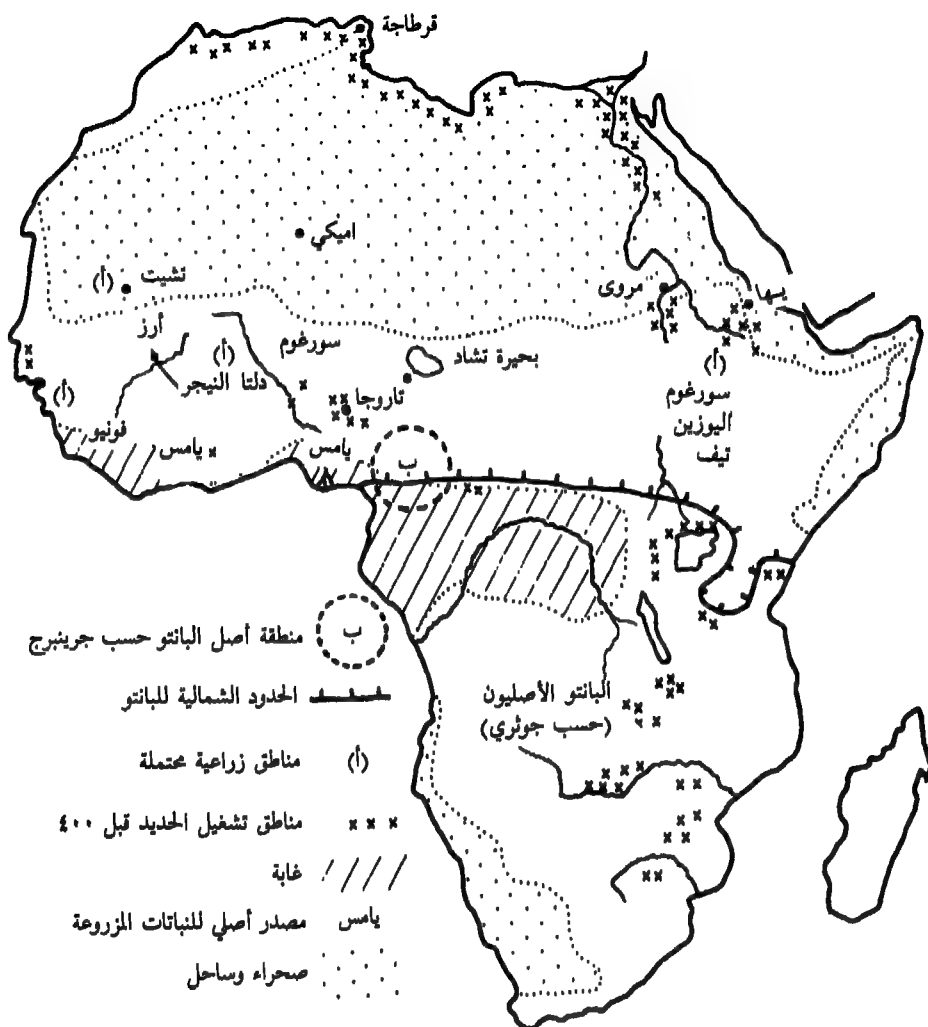 قرطاجة
اميكي
(أ)
تشيت
مروى
يها
أرز
(أ)
سورغوم
بحيرة تشاد
(أ)
دلتا النيجر
تاروجا
(أ)
سورغوم
اليوزين
تيف
فونيو
يامس
يامس
ب
منطقة أصل البانتو حسب جرينبرج
ب
الحدود الشمالية للبانتو
البانتو الأصليون
(حسب جوثري)
مناطق زراعية محتملة
(أ)
مناطق تشغيل الحديد قبل ٤٠٠
× × ×
غابة
مصدر أصلي للنباتات المزروعة
يامس
صحراء وساحل